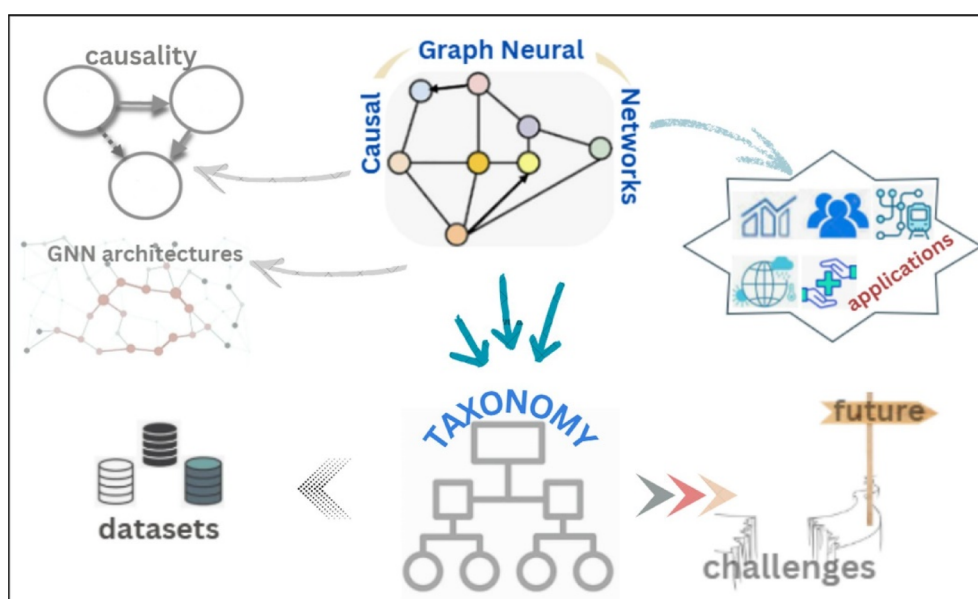 causality
Graph Neural
Causal
Networks
GNN architectures
applications
TAXONOMY
future
datasets
challenges